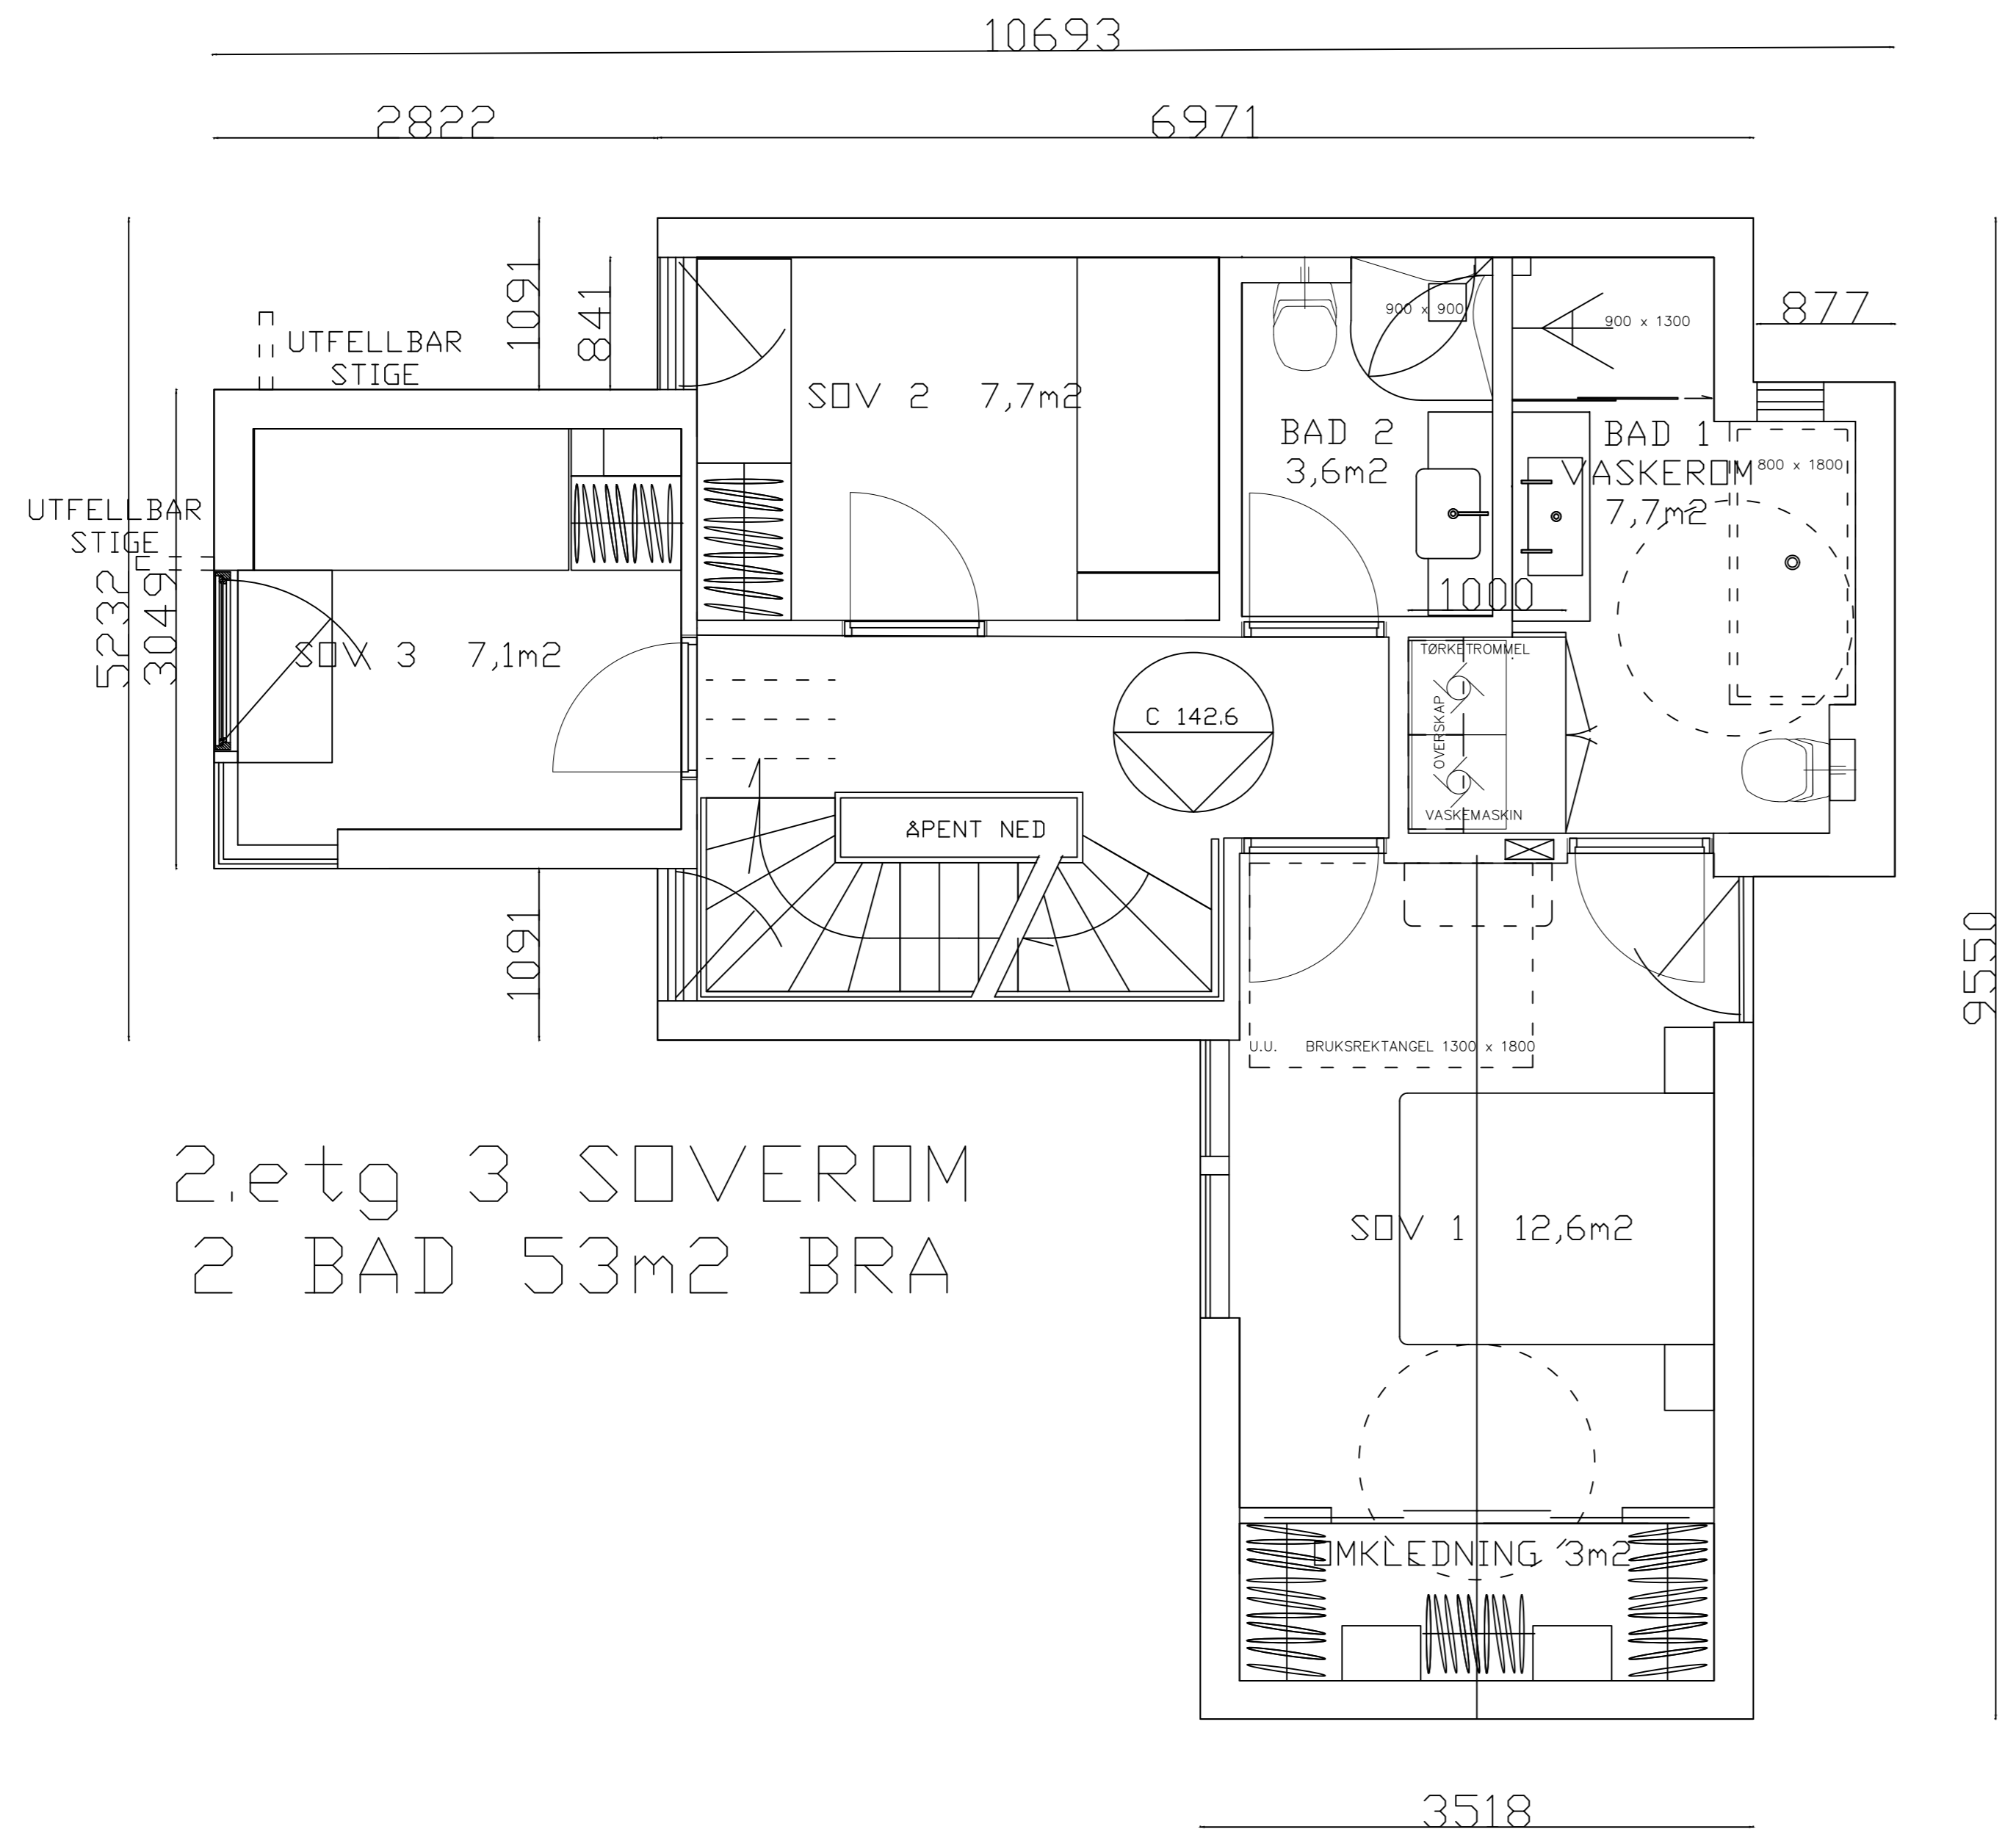 10693
2822
6971
1091
841
877
UTFELLBAR
STIGE
900 x 900
900 x 1300
SOV 2 7,7m2
BAD 2
3,6m2
BAD 1
VASKEROM
7,7m2
800 x 1800
UTFELLBAR
STIGE
5232
3049
1000
SOV 3 7,1m2
TØRKETROMMEL
OVERSKAP
VASKEMASKIN
C 142.6
ÅPENT NED
1091
9550
U.U. BRUKSREKTANGEL 1300 x 1800
2.etg 3 SOVEROM
2 BAD 53m2 BRA
SOV 1 12,6m2
OMKLEDNING 3m2
3518